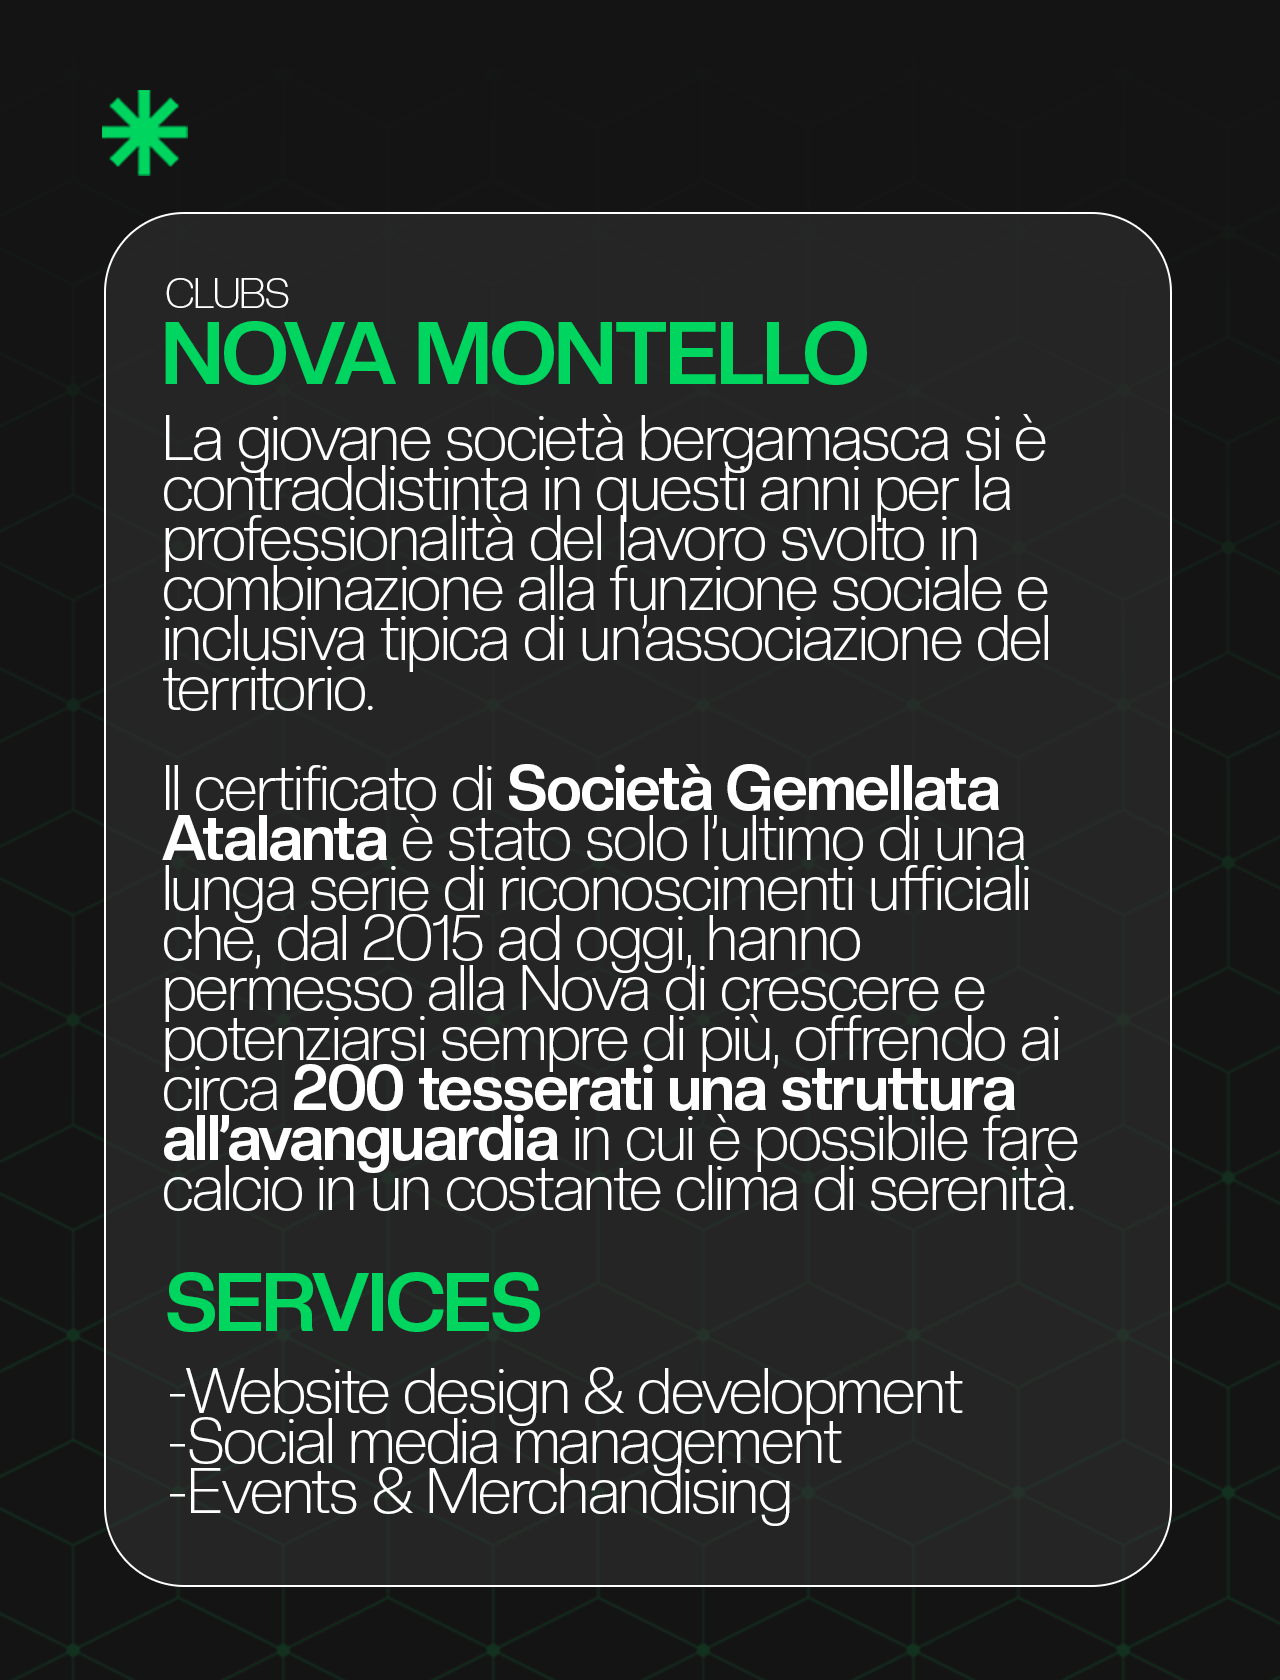 CLUBS
NOVA MONTELLO
La giovane società bergamasca si è
contraddistinta in questi anni per la
professionalità del lavoro svolto in
combinazione alla funzione sociale e
inclusiva tipica di un’associazione del
territorio.
Il certificato di Società Gemellata
Atalanta è stato solo l’ultimo di una
lunga serie di riconoscimenti ufficiali
che, dal 2015 ad oggi, hanno
permesso alla Nova di crescere e
potenziarsi sempre di più, offrendo ai
circa 200 tesserati una struttura
all’avanguardia in cui è possibile fare
calcio in un costante clima di serenità.
SERVICES
-Website design & development
-Social media management
-Events & Merchandising